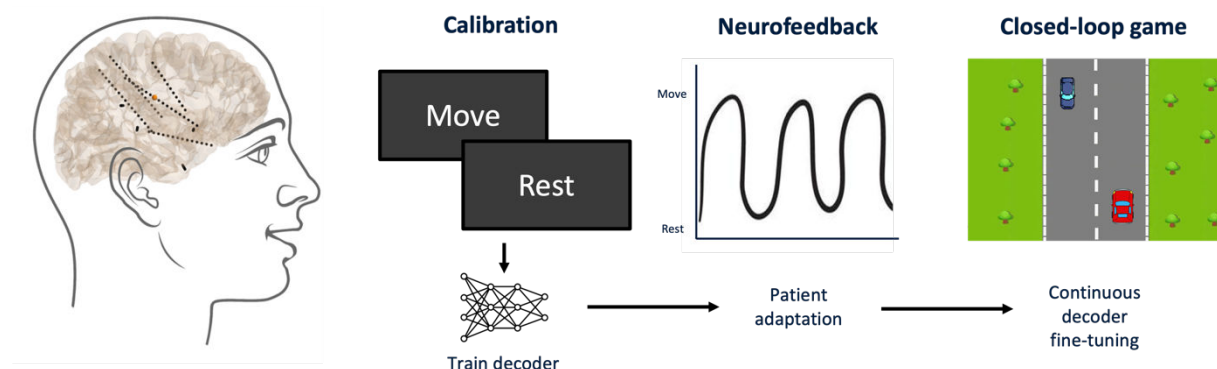 Calibration
Neurofeedback
Closed-loop game
Move
Rest
Move
Rest
Train decoder
Patient
adaptation
Continuous
decoder
fine-tuning